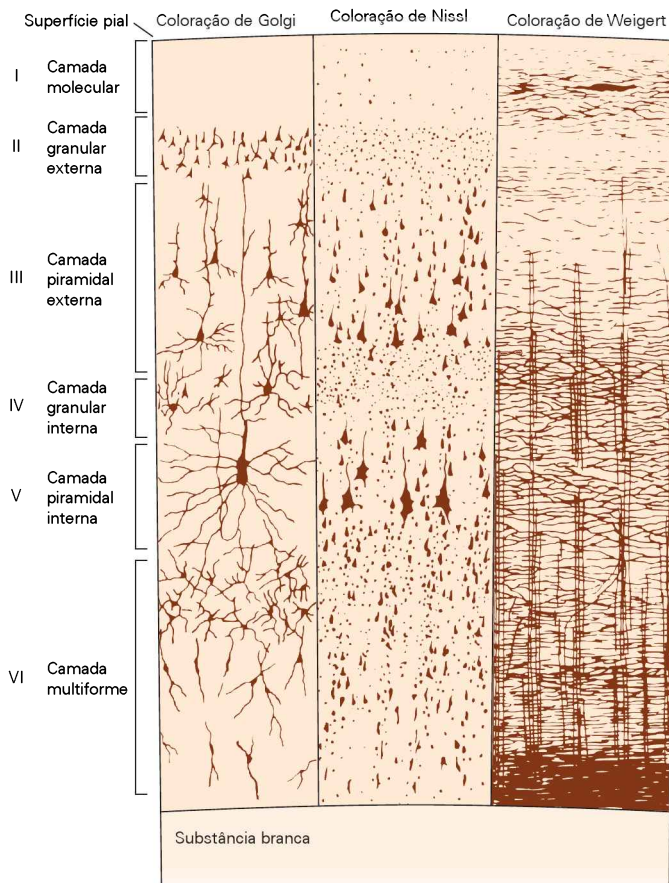 Superfície pial
Coloração de Golgi
Coloração de Nissl
Coloração de Weigert
I
Camada
molecular
II
Camada
granular
externa
III
Camada
piramidal
externa
IV
Camada
granular
interna
V
Camada
piramidal
interna
VI
Camada
multiforme
Substância branca